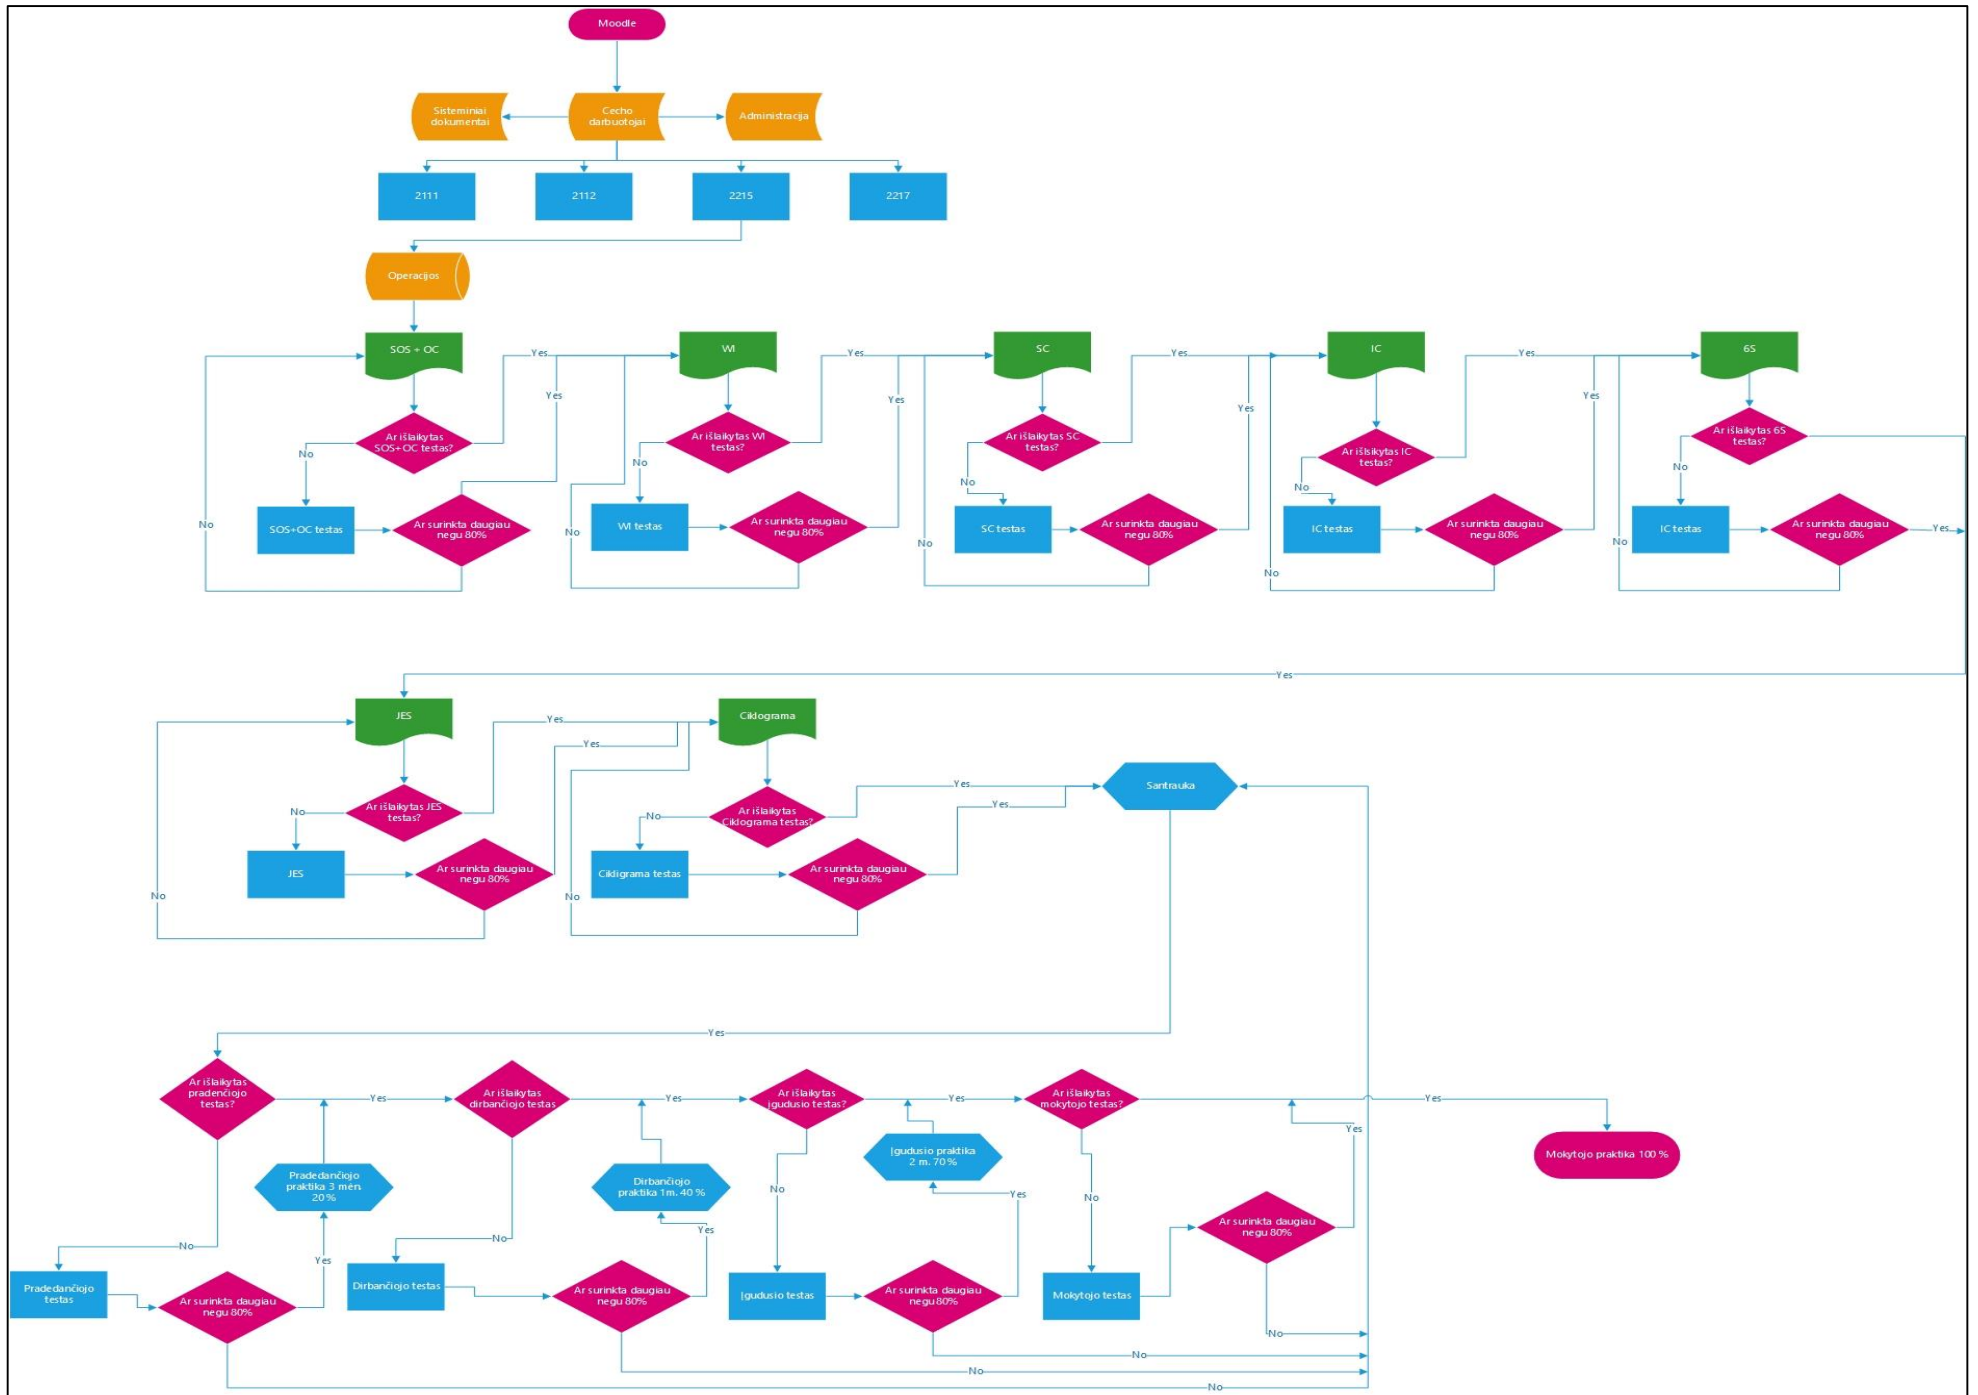 Moodle
Sisteminiai
dokumentai
Cecho
darbuotojai
Administracija
2111
2112
2215
2217
Operacijos
SOS + OC
Yes
WI
Yes
SC
Yes
IC
Yes
6S
Yes
Yes
Yes
Yes
Ar išlaikytas
SOS+OC testas?
Ar išlaikytas WI
testas?
Ar išlaikytas SC
testas?
Ar išlsikytas IC
testas?
Ar išlaikytas 6S
testas?
No
No
No
No
No
SOS+OC testas
Ar surinkta daugiau
negu 80%
WI testas
Ar surinkta daugiau
negu 80%
SC testas
Ar surinkta daugiau
negu 80%
IC testas
Ar surinkta daugiau
negu 80%
IC testas
Ar surinkta daugiau
negu 80%
Yes
No
No
No
No
No
Yes
JES
Yes
Yes
Ciklograma
Ar išlaikytas JES
testas?
No
Ar išlaikytas
Ciklograma testas?
No
Yes
Yes
Santrauka
JES
Ar surinkta daugiau
negu 80%
Cikligrama testas
Ar surinkta daugiau
negu 80%
No
No
Yes
Ar išlaikytas
pradenčiojo
testas?
Yes
Ar išlaikytas
dirbančiojo testas
Yes
Ar išlaikytas
įgudusio testas?
Yes
Ar išlaikytas
mokytojo testas?
Yes
Yes
Mokytojo praktika 100 %
Pradedančiojo
praktika 3 mėn.
20 %
Dirbančiojo
praktika 1m. 40 %
Įgudusio praktika
2 m. 70 %
No
No
No
No
Yes
Yes
Yes
Pradedančiojo
testas
Ar surinkta daugiau
negu 80%
Dirbančiojo testas
Ar surinkta daugiau
negu 80%
Įgudusio testas
Ar surinkta daugiau
negu 80%
Mokytojo testas
Ar surinkta daugiau
negu 80%
No
No
No
No